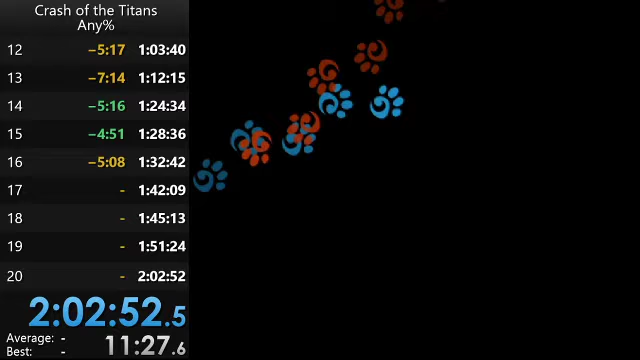 Crash of the Titans
Any%
12 −5:17 1:03:40
13 −7:14 1:12:15
14 −5:16 1:24:34
15 −4:51 1:28:36
16 −5:08 1:32:42
17 - 1:42:09
18 - 1:45:13
19 - 1:51:24
20 - 2:02:52
2:02:52.5
Average: -
Best: -
11:27.6